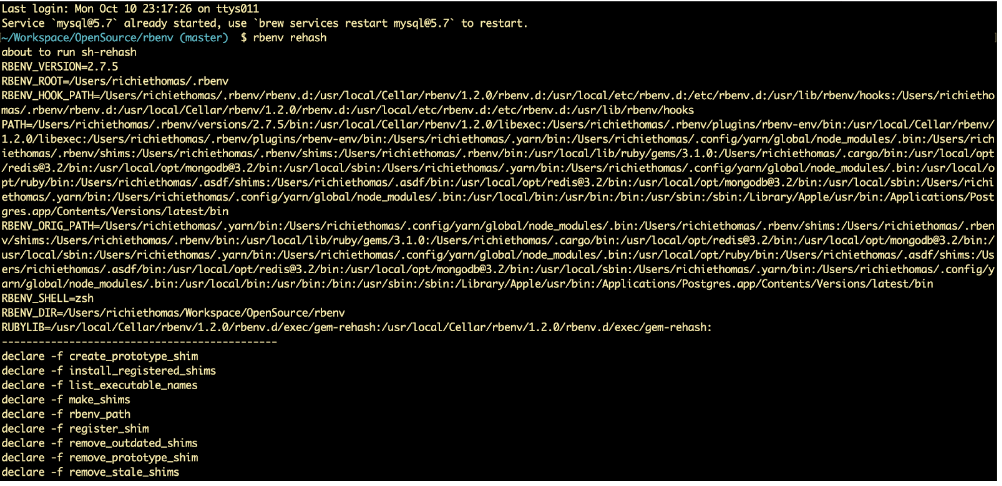 Last login: Mon Oct 10 23:17:26 on ttys011
Service `mysql@5.7` already started, use `brew services restart mysql@5.7` to restart.
~/Workspace/OpenSource/rbenv (master)  $ rbenv rehash
about to run sh-rehash
RBENV_VERSION=2.7.5
RBENV_ROOT=/Users/richiethomas/.rbenv
RBENV_HOOK_PATH=/Users/richiethomas/.rbenv/rbenv.d:/usr/local/Cellar/rbenv/1.2.0/rbenv.d:/usr/local/etc/rbenv.d:/etc/rbenv.d:/usr/lib/rbenv/hooks:/Users/richietho
mas/.rbenv/rbenv.d:/usr/local/Cellar/rbenv/1.2.0/rbenv.d:/usr/local/etc/rbenv.d:/etc/rbenv.d:/usr/lib/rbenv/hooks
PATH=/Users/richiethomas/.rbenv/versions/2.7.5/bin:/usr/local/Cellar/rbenv/1.2.0/libexec:/Users/richiethomas/.rbenv/plugins/rbenv-env/bin:/usr/local/Cellar/rbenv/
1.2.0/libexec:/Users/richiethomas/.rbenv/plugins/rbenv-env/bin:/Users/richiethomas/.yarn/bin:/Users/richiethomas/.config/yarn/global/node_modules/.bin:/Users/rich
iethomas/.rbenv/shims:/Users/richiethomas/.rbenv/shims:/Users/richiethomas/.rbenv/bin:/usr/local/lib/ruby/gems/3.1.0:/Users/richiethomas/.cargo/bin:/usr/local/opt
/redis@3.2/bin:/usr/local/opt/mongodb@3.2/bin:/usr/local/sbin:/Users/richiethomas/.yarn/bin:/Users/richiethomas/.config/yarn/global/node_modules/.bin:/usr/local/o
pt/ruby/bin:/Users/richiethomas/.asdf/shims:/Users/richiethomas/.asdf/bin:/usr/local/opt/redis@3.2/bin:/usr/local/opt/mongodb@3.2/bin:/usr/local/sbin:/Users/richi
ethomas/.yarn/bin:/Users/richiethomas/.config/yarn/global/node_modules/.bin:/usr/local/bin:/usr/bin:/bin:/usr/sbin:/sbin:/Library/Apple/usr/bin:/Applications/Post
gres.app/Contents/Versions/latest/bin
RBENV_ORIG_PATH=/Users/richiethomas/.yarn/bin:/Users/richiethomas/.config/yarn/global/node_modules/.bin:/Users/richiethomas/.rbenv/shims:/Users/richiethomas/.rben
v/shims:/Users/richiethomas/.rbenv/bin:/usr/local/lib/ruby/gems/3.1.0:/Users/richiethomas/.cargo/bin:/usr/local/opt/redis@3.2/bin:/usr/local/opt/mongodb@3.2/bin:/
usr/local/sbin:/Users/richiethomas/.yarn/bin:/Users/richiethomas/.config/yarn/global/node_modules/.bin:/usr/local/opt/ruby/bin:/Users/richiethomas/.asdf/shims:/Us
ers/richiethomas/.asdf/bin:/usr/local/opt/redis@3.2/bin:/usr/local/opt/mongodb@3.2/bin:/usr/local/sbin:/Users/richiethomas/.yarn/bin:/Users/richiethomas/.config/y
arn/global/node_modules/.bin:/usr/local/bin:/usr/bin:/bin:/usr/sbin:/sbin:/Library/Apple/usr/bin:/Applications/Postgres.app/Contents/Versions/latest/bin
RBENV_SHELL=zsh
RBENV_DIR=/Users/richiethomas/Workspace/OpenSource/rbenv
RUBYLIB=/usr/local/Cellar/rbenv/1.2.0/rbenv.d/exec/gem-rehash:/usr/local/Cellar/rbenv/1.2.0/rbenv.d/exec/gem-rehash:
--------------------------------------------
declare -f create_prototype_shim
declare -f install_registered_shims
declare -f list_executable_names
declare -f make_shims
declare -f rbenv_path
declare -f register_shim
declare -f remove_outdated_shims
declare -f remove_prototype_shim
declare -f remove_stale_shims